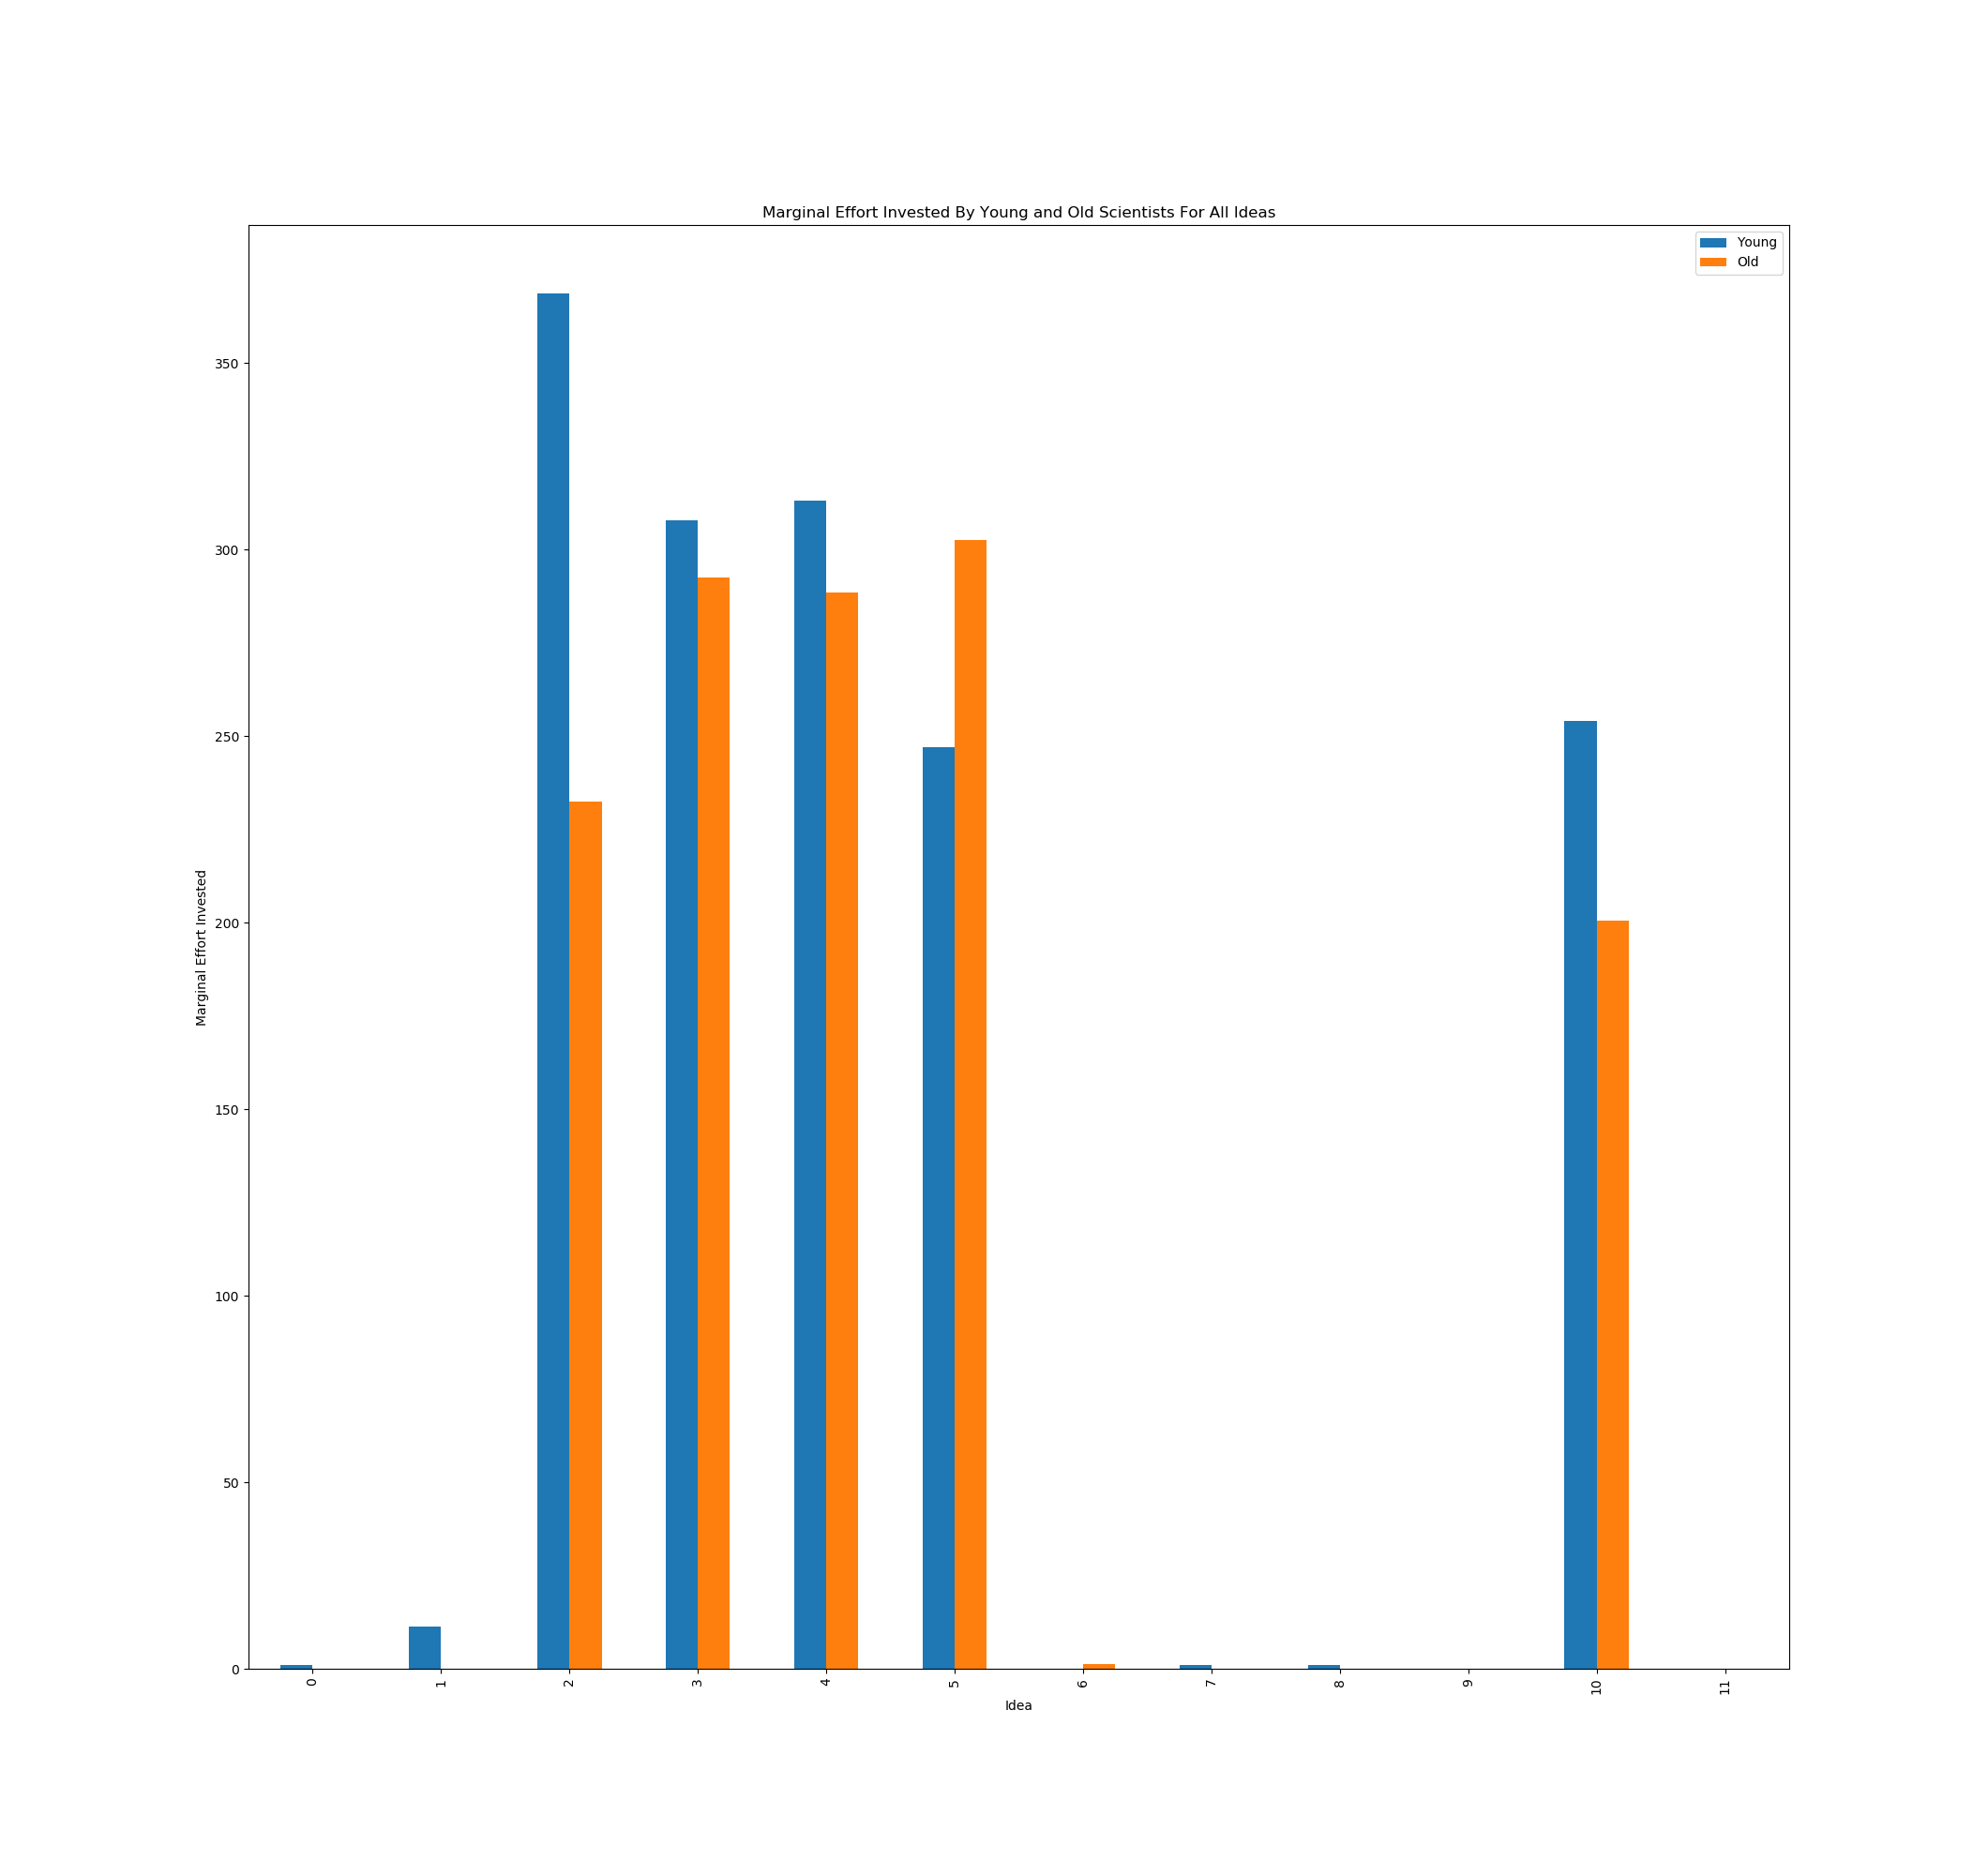 Marginal Effort Invested By Young and Old Scientists For All Ideas
Young
Old
350
300
250
200
150
100
50
0
Marginal Effort Invested
0 1 2 3 4 5 6 7 8 9 10 11
Idea